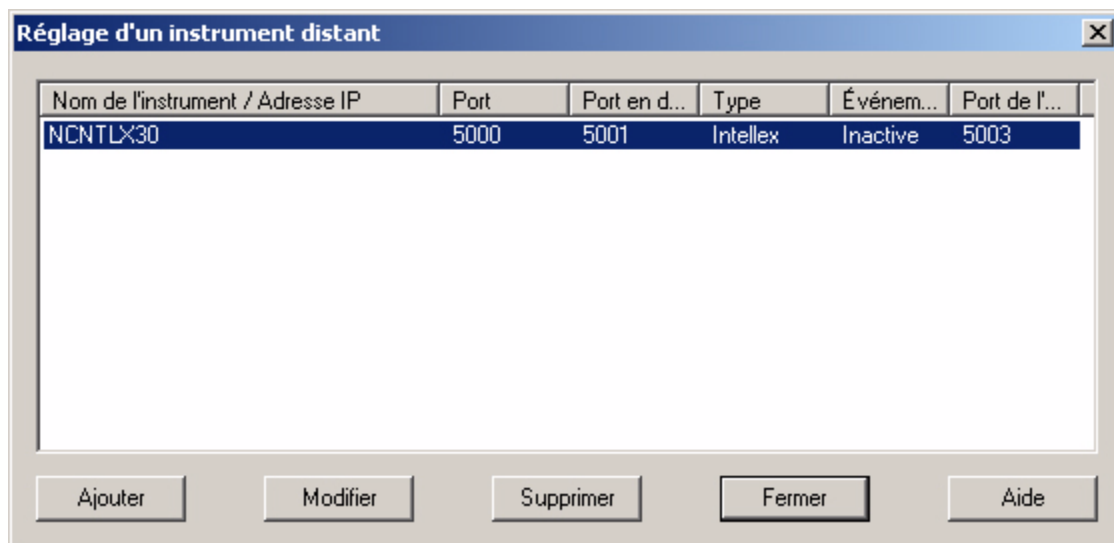 Réglage d'un instrument distant
Nom de l'instrument / Adresse IP Port Port en d... Type Événem... Port de l'...
NCNTLX30 5000 5001 Intellex Inactive 5003
Ajouter Modifier Supprimer Fermer Aide